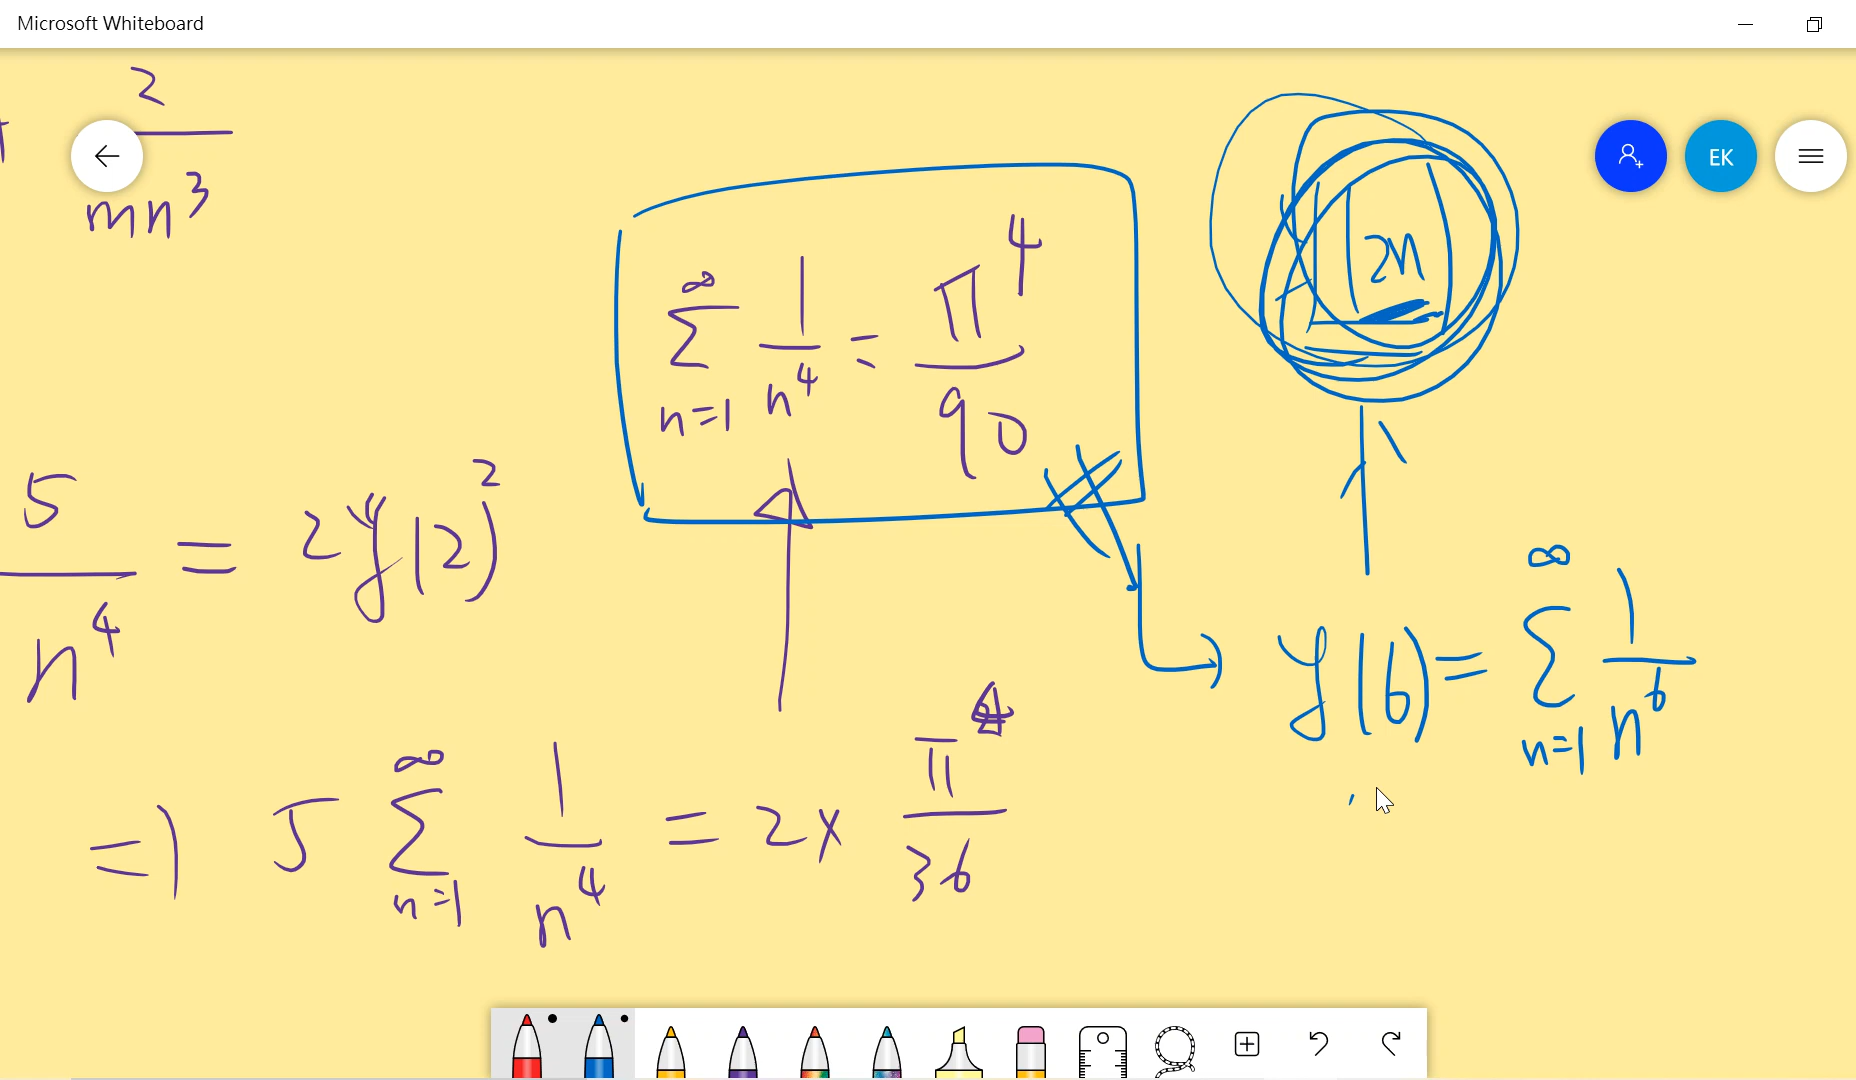 Microsoft Whiteboard
2
mn³
∞
Σ 1/n⁴ = π⁴/90
n=1
2n
EK
5/n⁴ = 2ζ(2)²
ζ(6) = Σ 1/n⁶
∞
n=1
=) 5 Σ 1/n⁴ = 2 × π⁴/36
∞
n=1